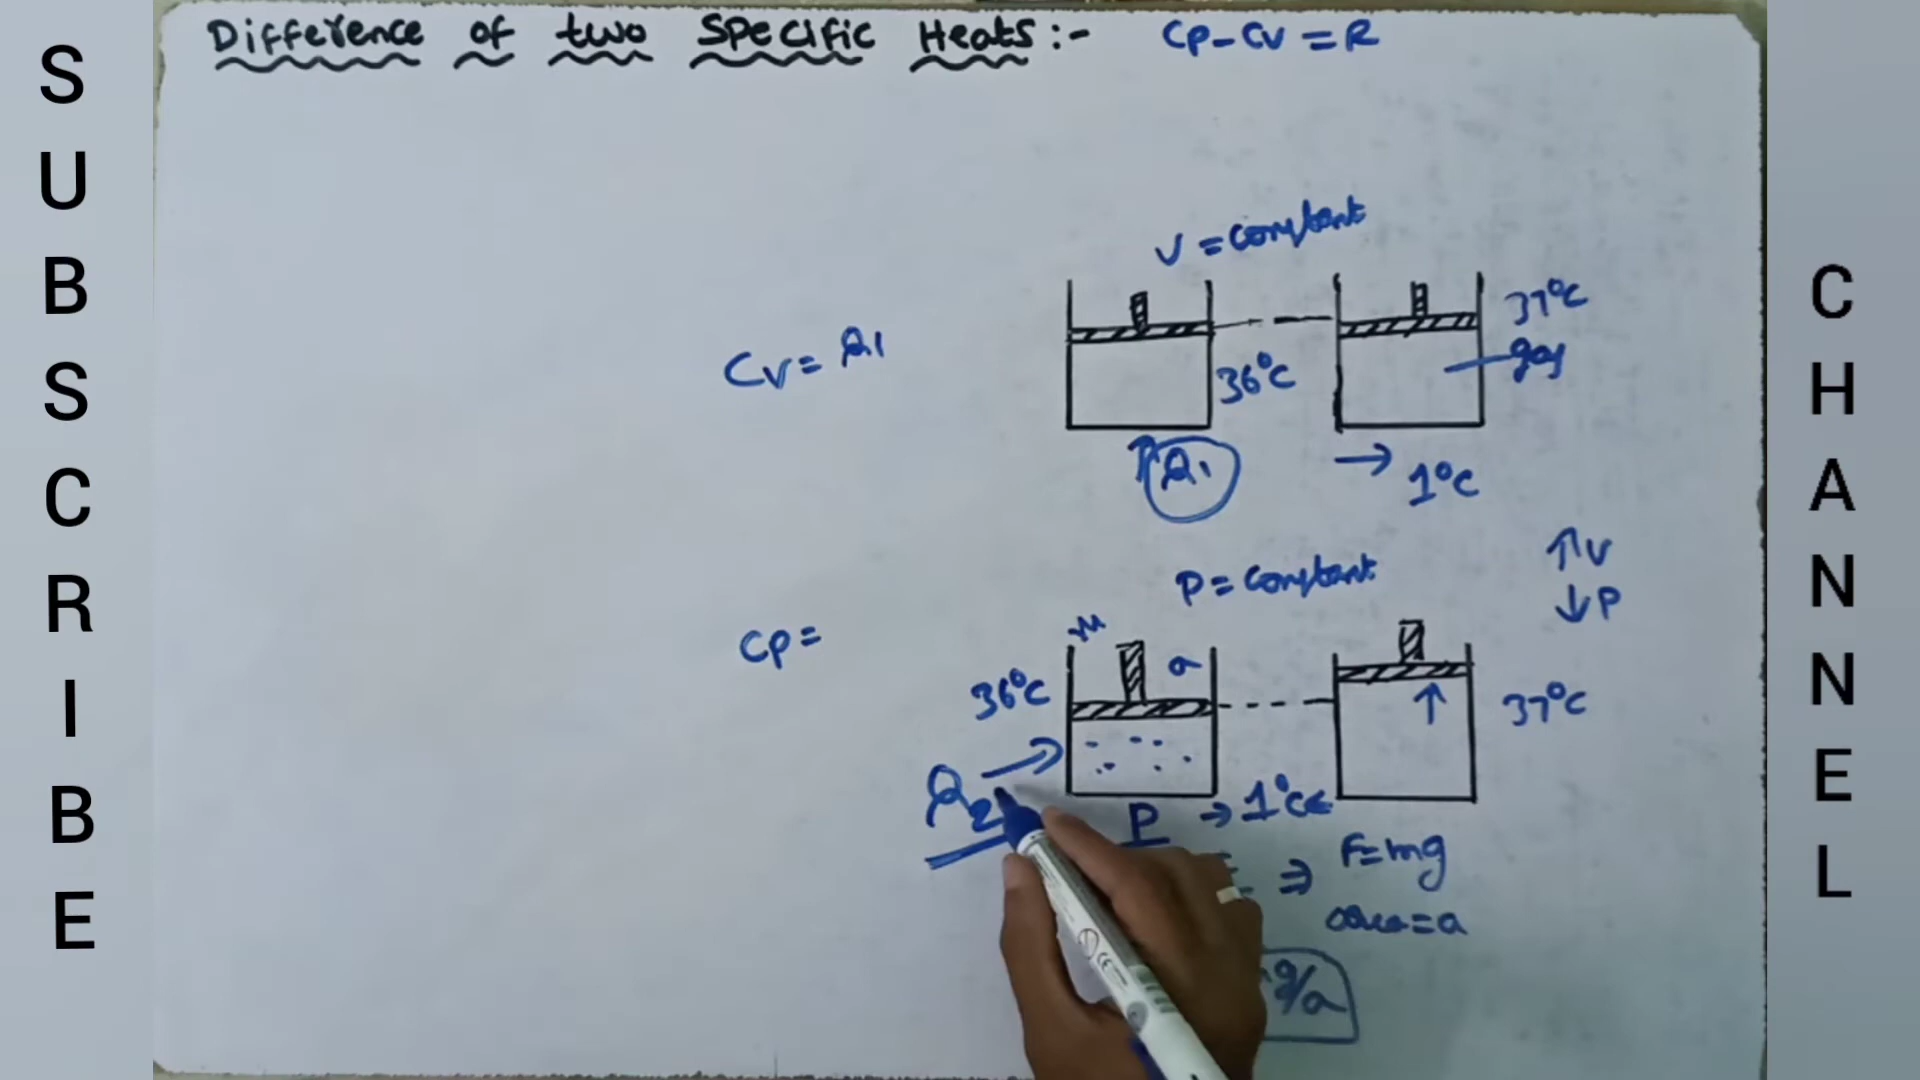 SUBSCRIBE
Difference of two Specific Heats:- Cp-Cv=R
V = constant
37°C
Cv= Q1
36°C
gas
Q1
→ 1°C
↑V
P = constant
↓P
M
Cp=
a
36°C
37°C
Q2
P → 1°C
⇒ F=mg
area=a
g/a
CHANNEL